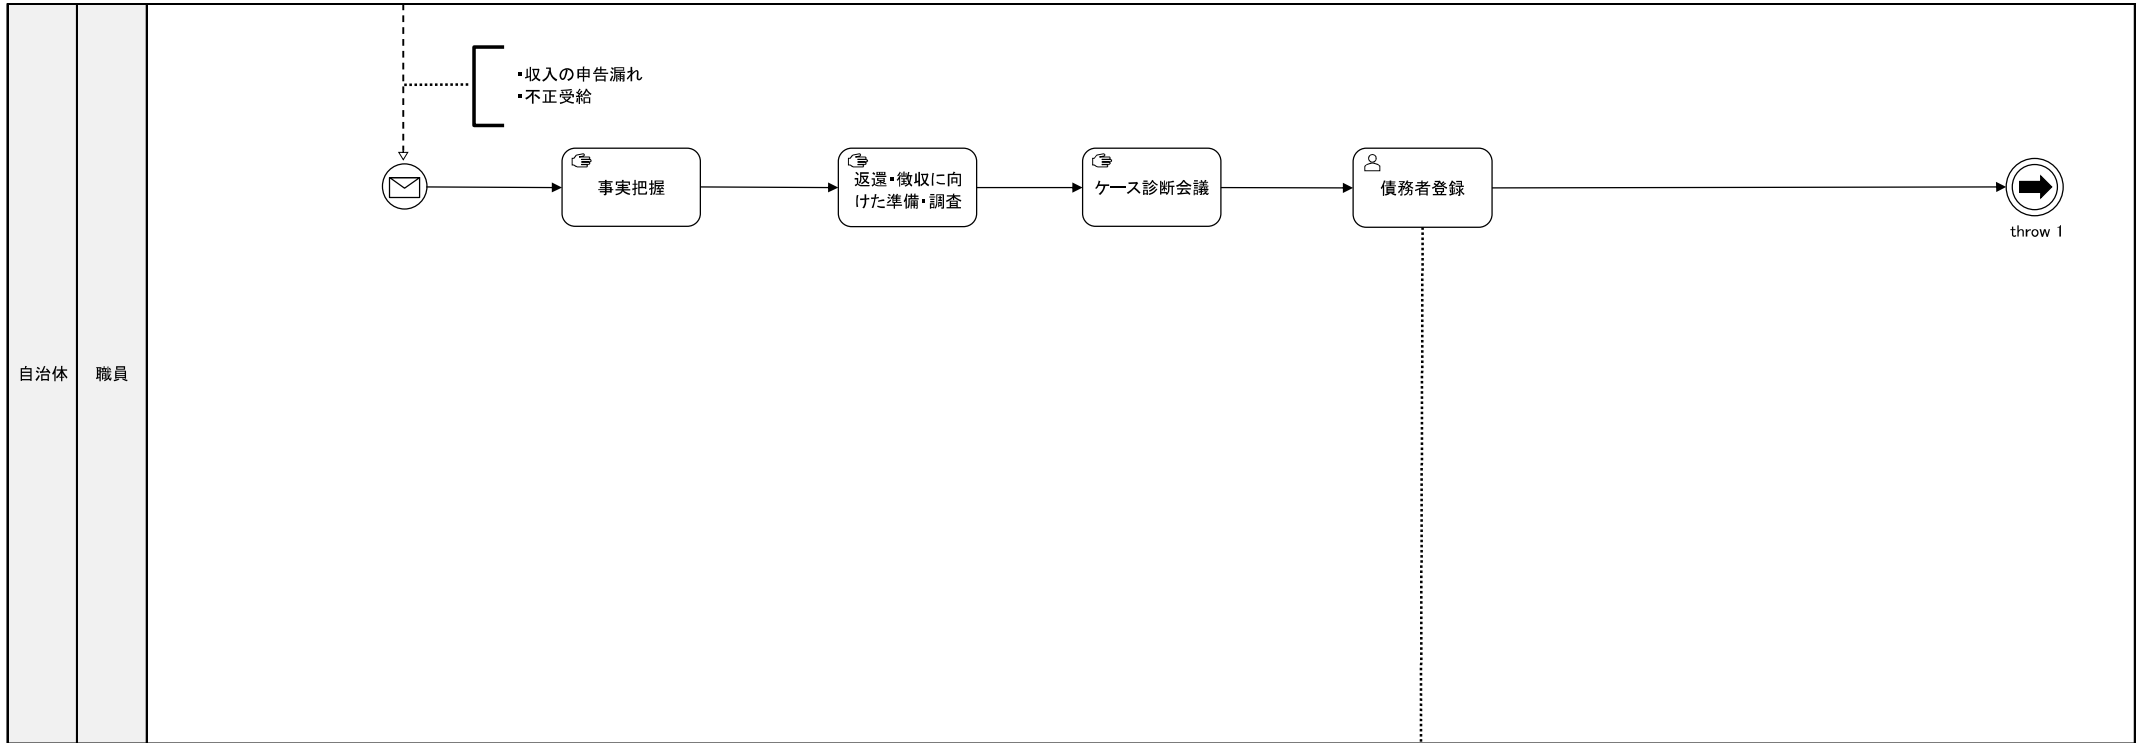 ・収入の申告漏れ
・不正受給
事実把握
返還・徴収に向
けた準備・調査
ケース診断会議
債務者登録
throw 1
自治体
職員